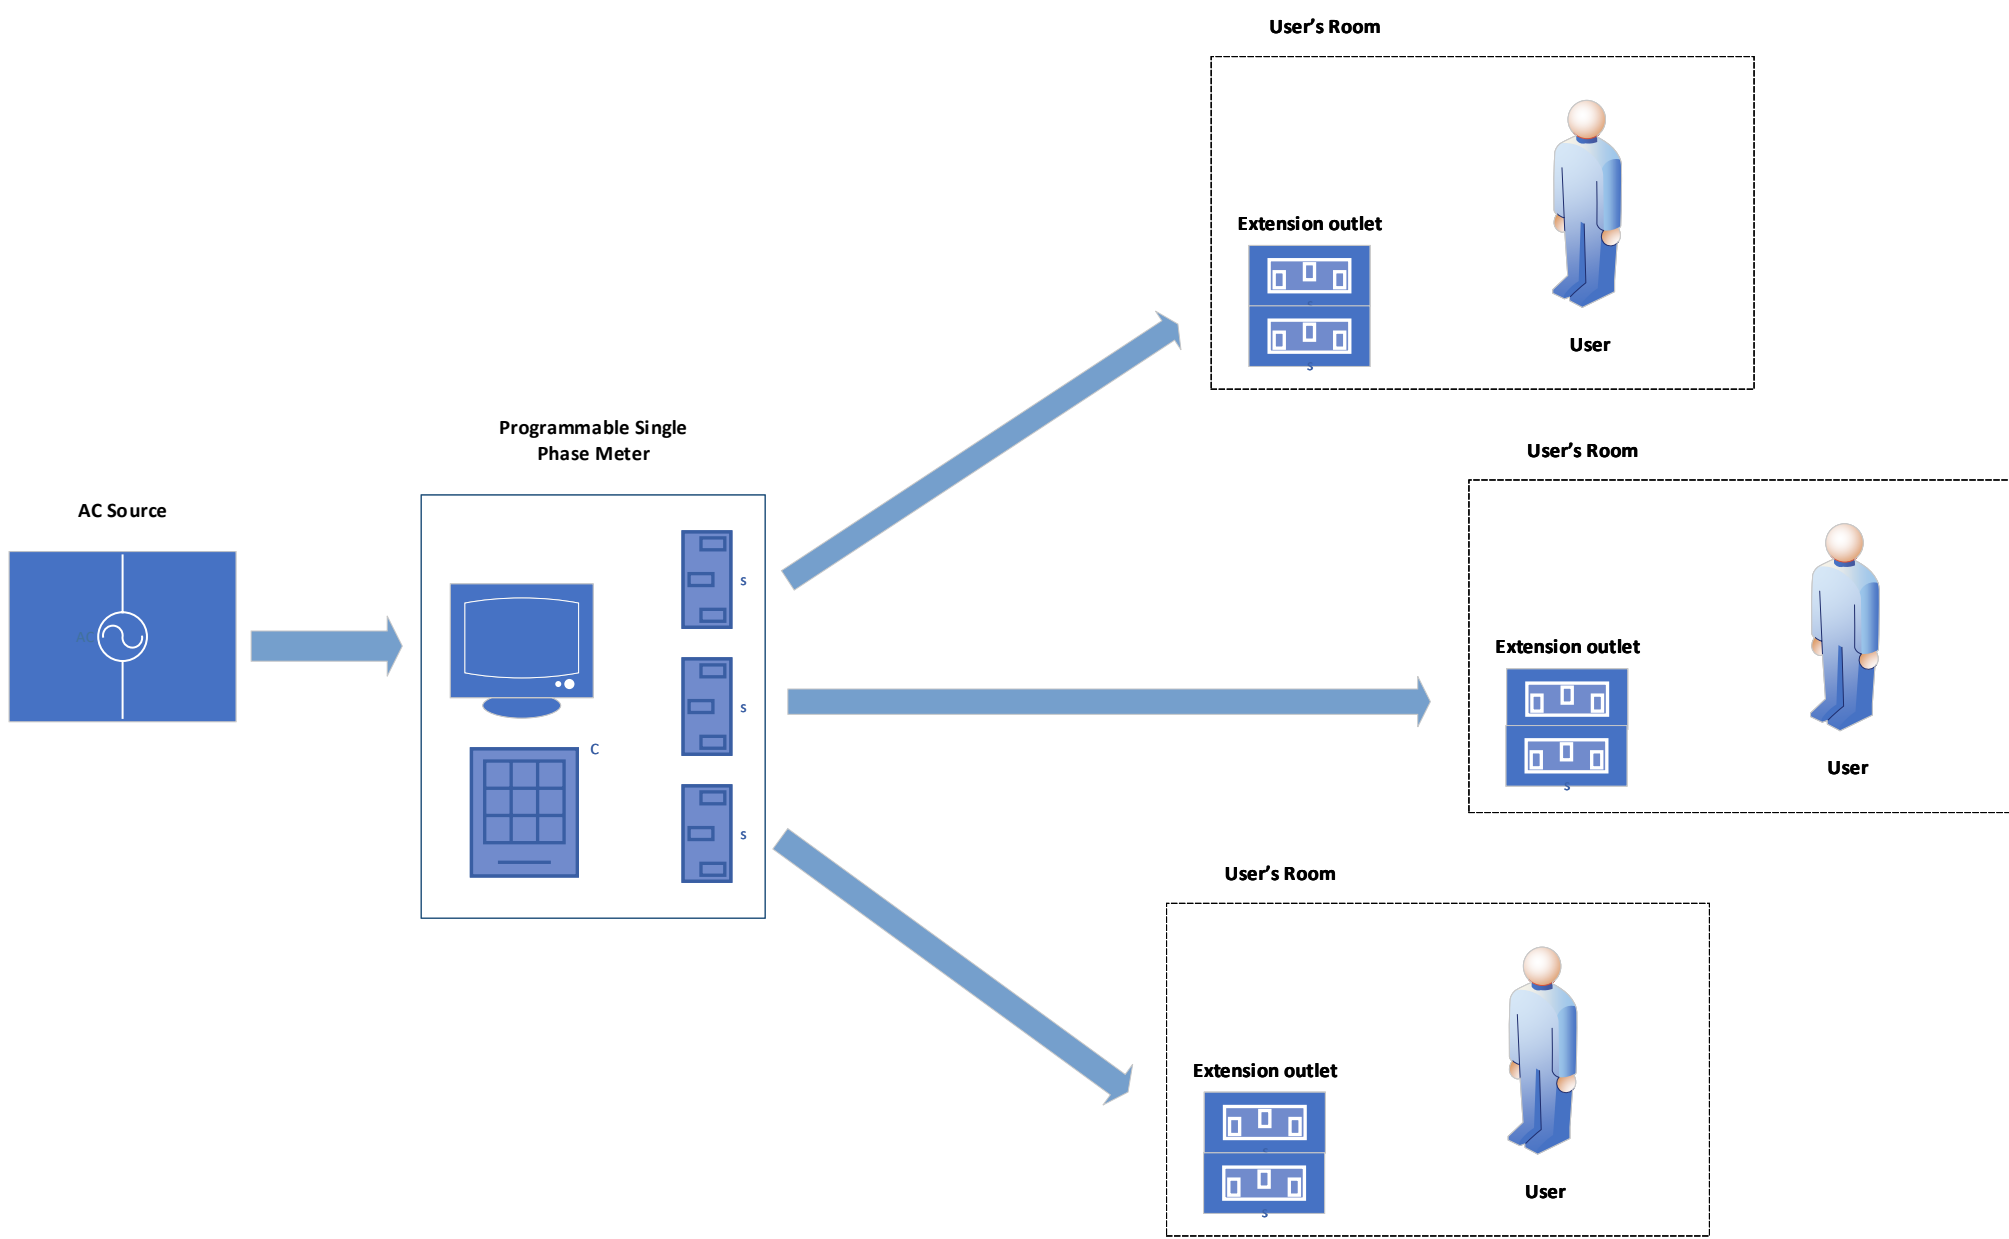 User's Room
Extension outlet
S
User
Programmable Single
Phase Meter
AC Source
AC
S
S
C
S
User's Room
Extension outlet
S
User
User's Room
Extension outlet
S
User